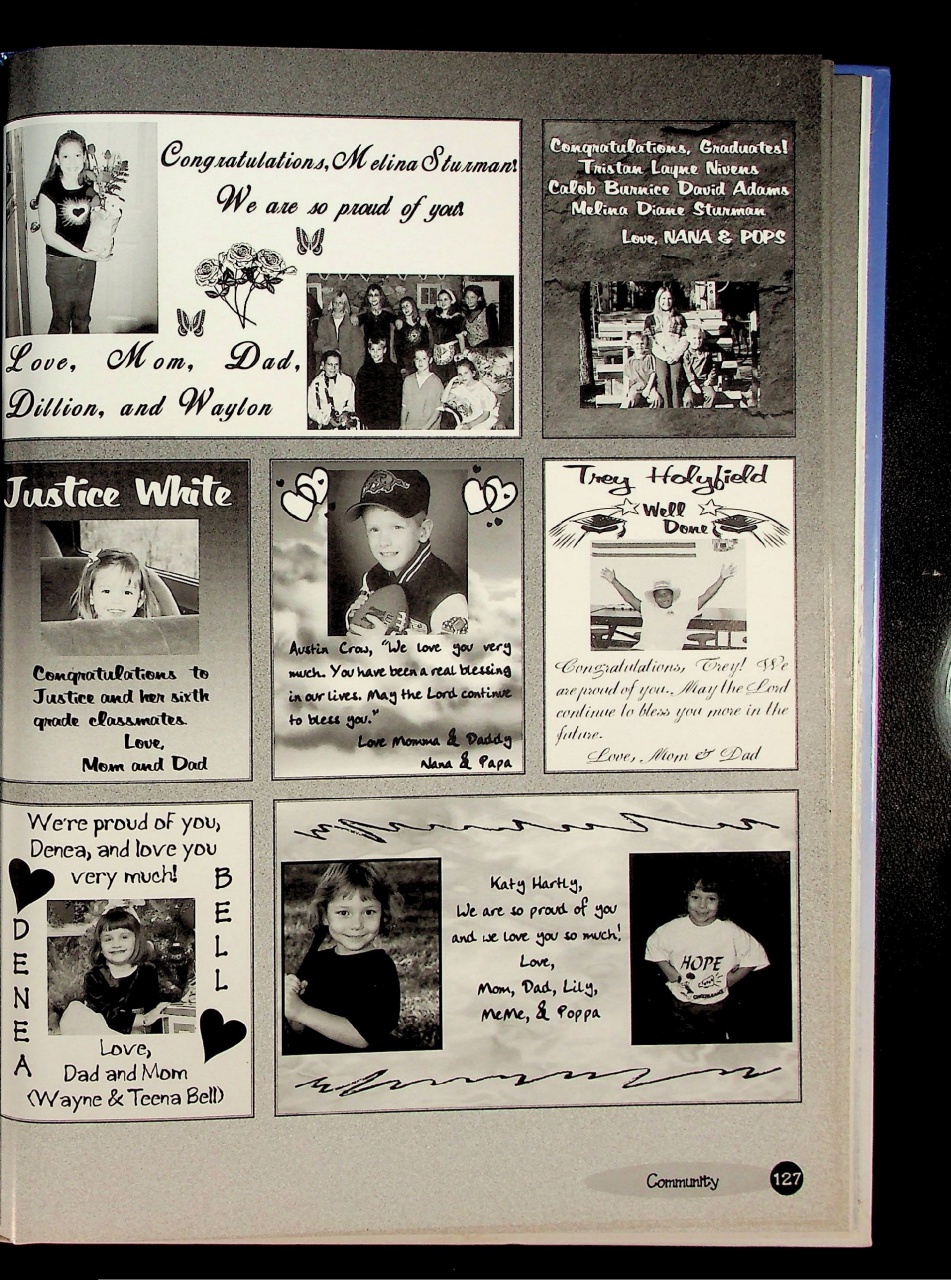 Congratulations, Melina Sturman!
We are so proud of you!
Love, Mom, Dad,
Dillion, and Waylon
Congratulations, Graduates!
Tristan Layne Nivens
Calob Burnice David Adams
Melina Diane Sturman
Love, NANA & POPS
Justice White
Congratulations to
Justice and her sixth
grade classmates.
Love,
Mom and Dad
Austin Crow, "We love you very
much. You have been a real blessing
in our lives. May the Lord continue
to bless you."
Love Momma & Daddy
Nana & Papa
Trey Holyfield
Well
Done
Congratulations, Trey! We
are proud of you. May the Lord
continue to bless you more in the
future.
Love, Mom & Dad
We're proud of you,
Denea, and love you
very much!
DENEA
BELL
Love,
Dad and Mom
(Wayne & Teena Bell)
Katy Hartly,
We are so proud of you
and we love you so much!
Love,
Mom, Dad, Lily,
MeMe, & Poppa
HOPE
Community 127